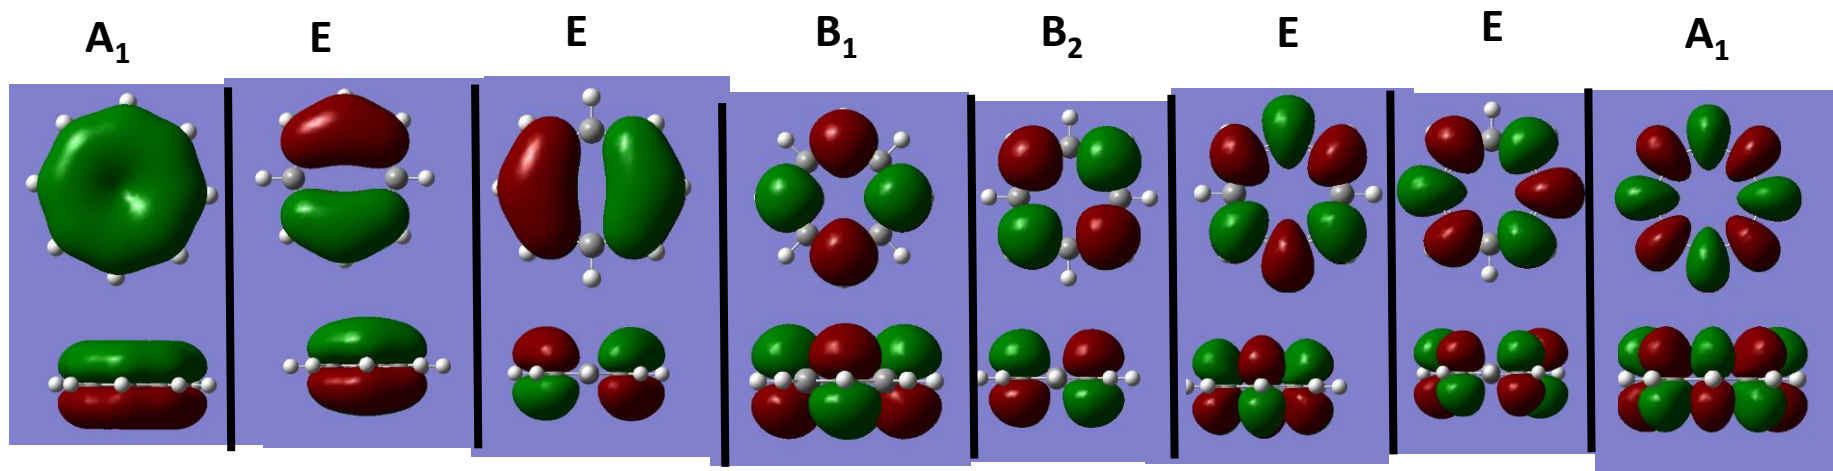 A₁ E E B₁ B₂ E E A₁